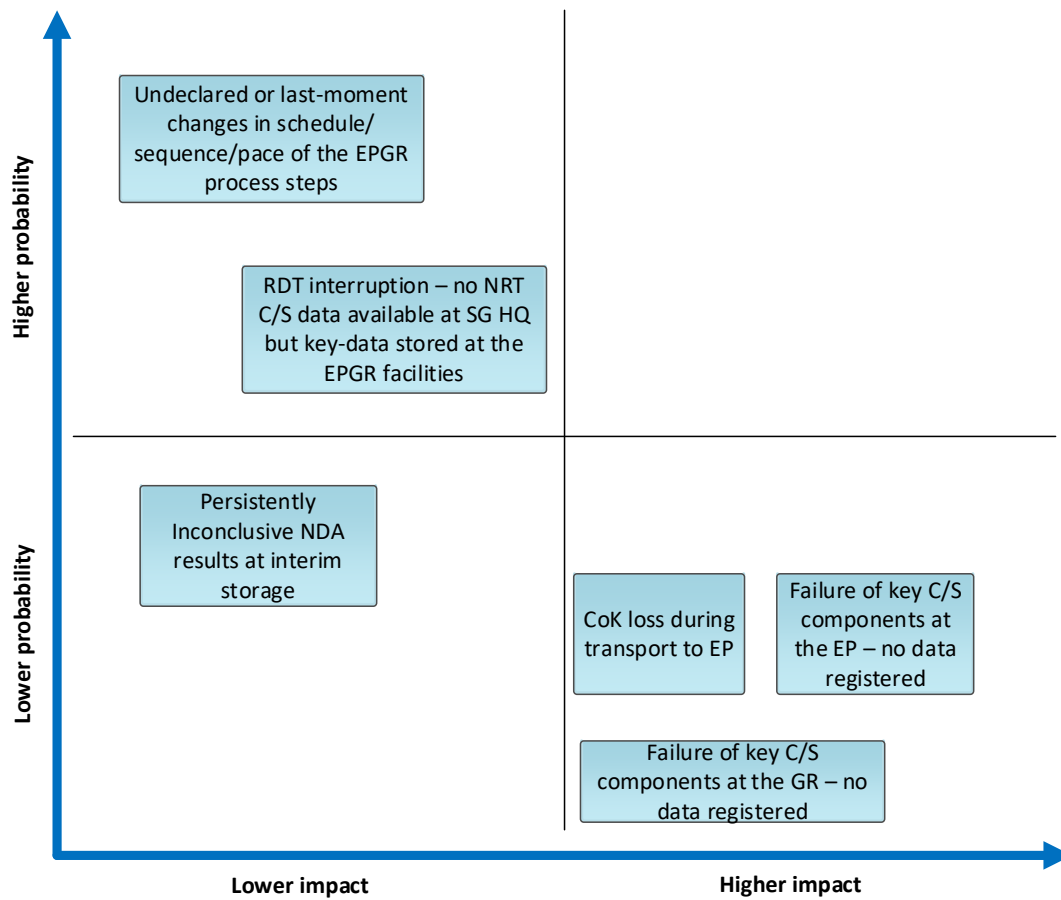 Undeclared or last-moment
changes in schedule/
sequence/pace of the EPGR
process steps
Higher probability
RDT interruption – no NRT
C/S data available at SG HQ
but key-data stored at the
EPGR facilities
Persistently
Inconclusive NDA
results at interim
storage
Lower probability
CoK loss during
transport to EP
Failure of key C/S
components at
the EP – no data
registered
Failure of key C/S
components at the GR – no
data registered
Lower impact
Higher impact